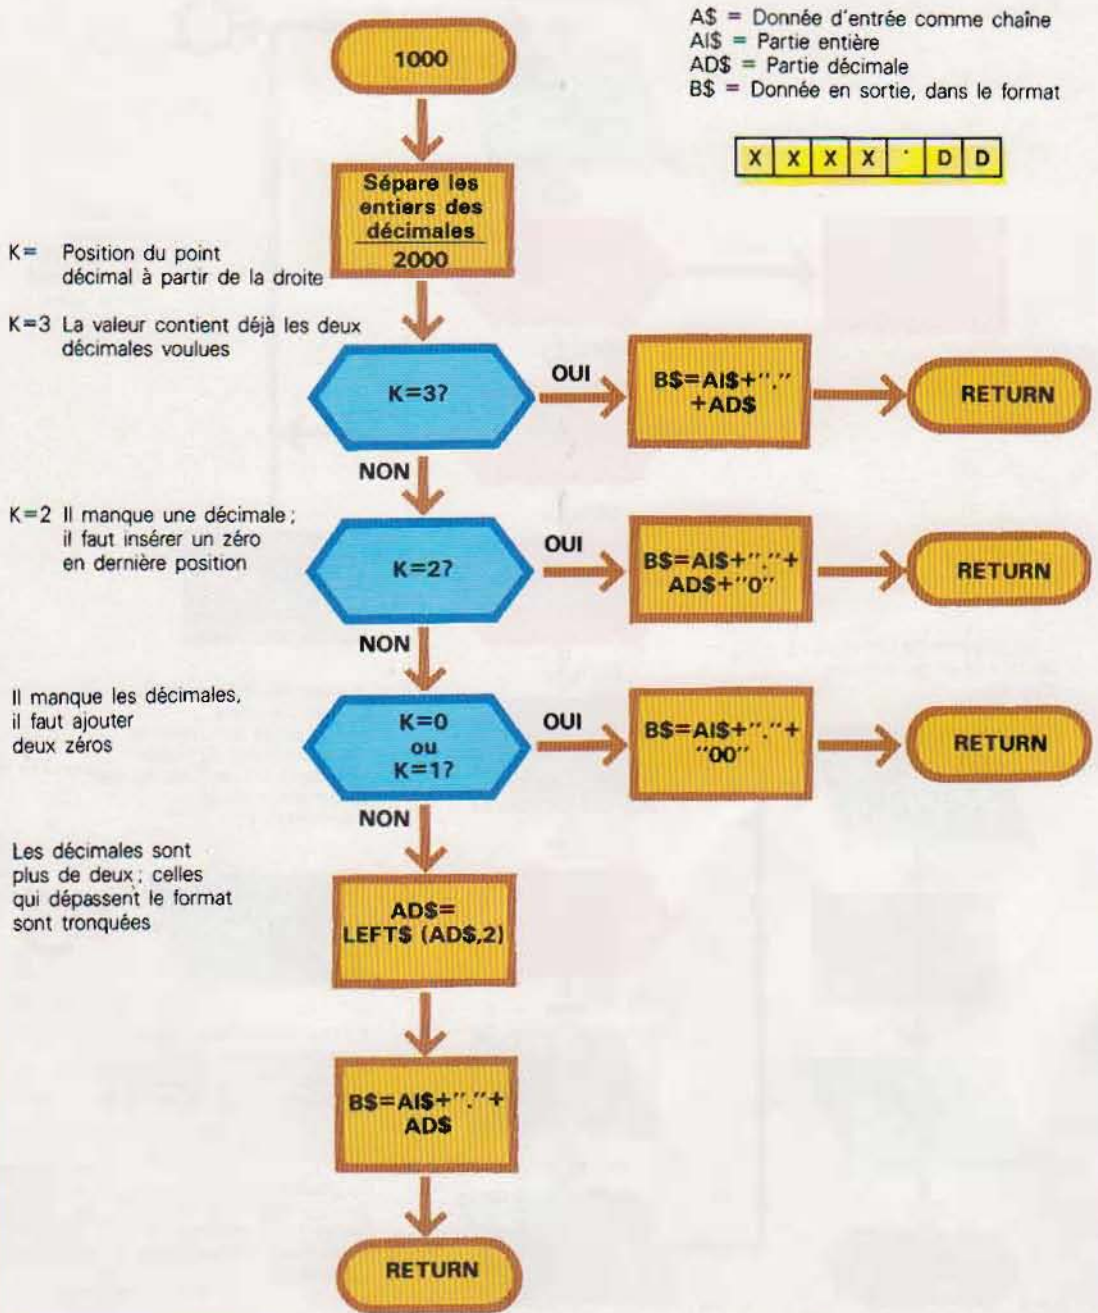 A$ = Donnée d'entrée comme chaîne
AI$ = Partie entière
AD$ = Partie décimale
B$ = Donnée en sortie, dans le format
X X X X . D D
1000
Sépare les
entiers des
décimales
2000
K= Position du point
décimal à partir de la droite
K=3 La valeur contient déjà les deux
décimales voulues
K=3?
OUI
B$=AI$+"."
+AD$
RETURN
NON
K=2 Il manque une décimale ;
il faut insérer un zéro
en dernière position
K=2?
OUI
B$=AI$+"."+
AD$+"0"
RETURN
NON
Il manque les décimales,
il faut ajouter
deux zéros
K=0
ou
K=1?
OUI
B$=AI$+"."+
"00"
RETURN
NON
Les décimales sont
plus de deux ; celles
qui dépassent le format
sont tronquées
AD$=
LEFT$ (AD$,2)
B$=AI$+"."+
AD$
RETURN